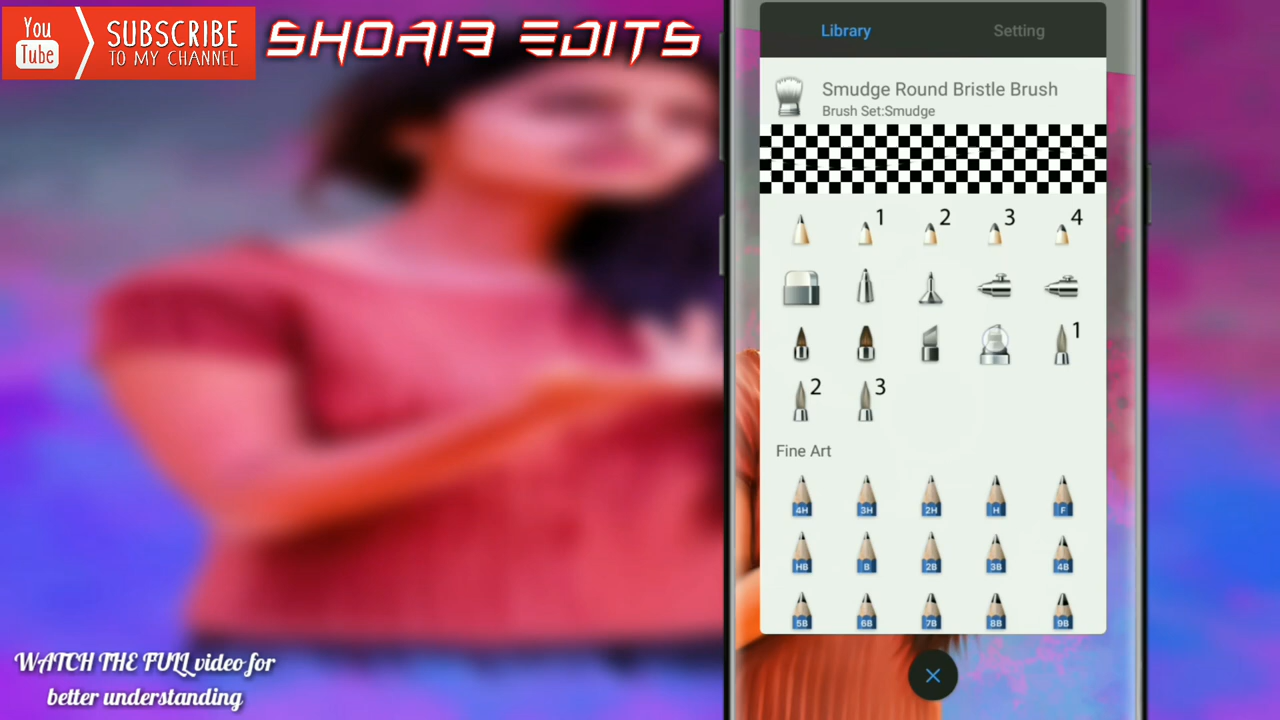 You
Tube
SUBSCRIBE
TO MY CHANNEL
SHOAIB EDITS
Library
Setting
Smudge Round Bristle Brush
Brush Set:Smudge
1
2
3
4
1
2
3
Fine Art
4H
3H
2H
H
F
HB
B
2B
3B
4B
5B
6B
7B
8B
9B
WATCH THE FULL video for
better understanding